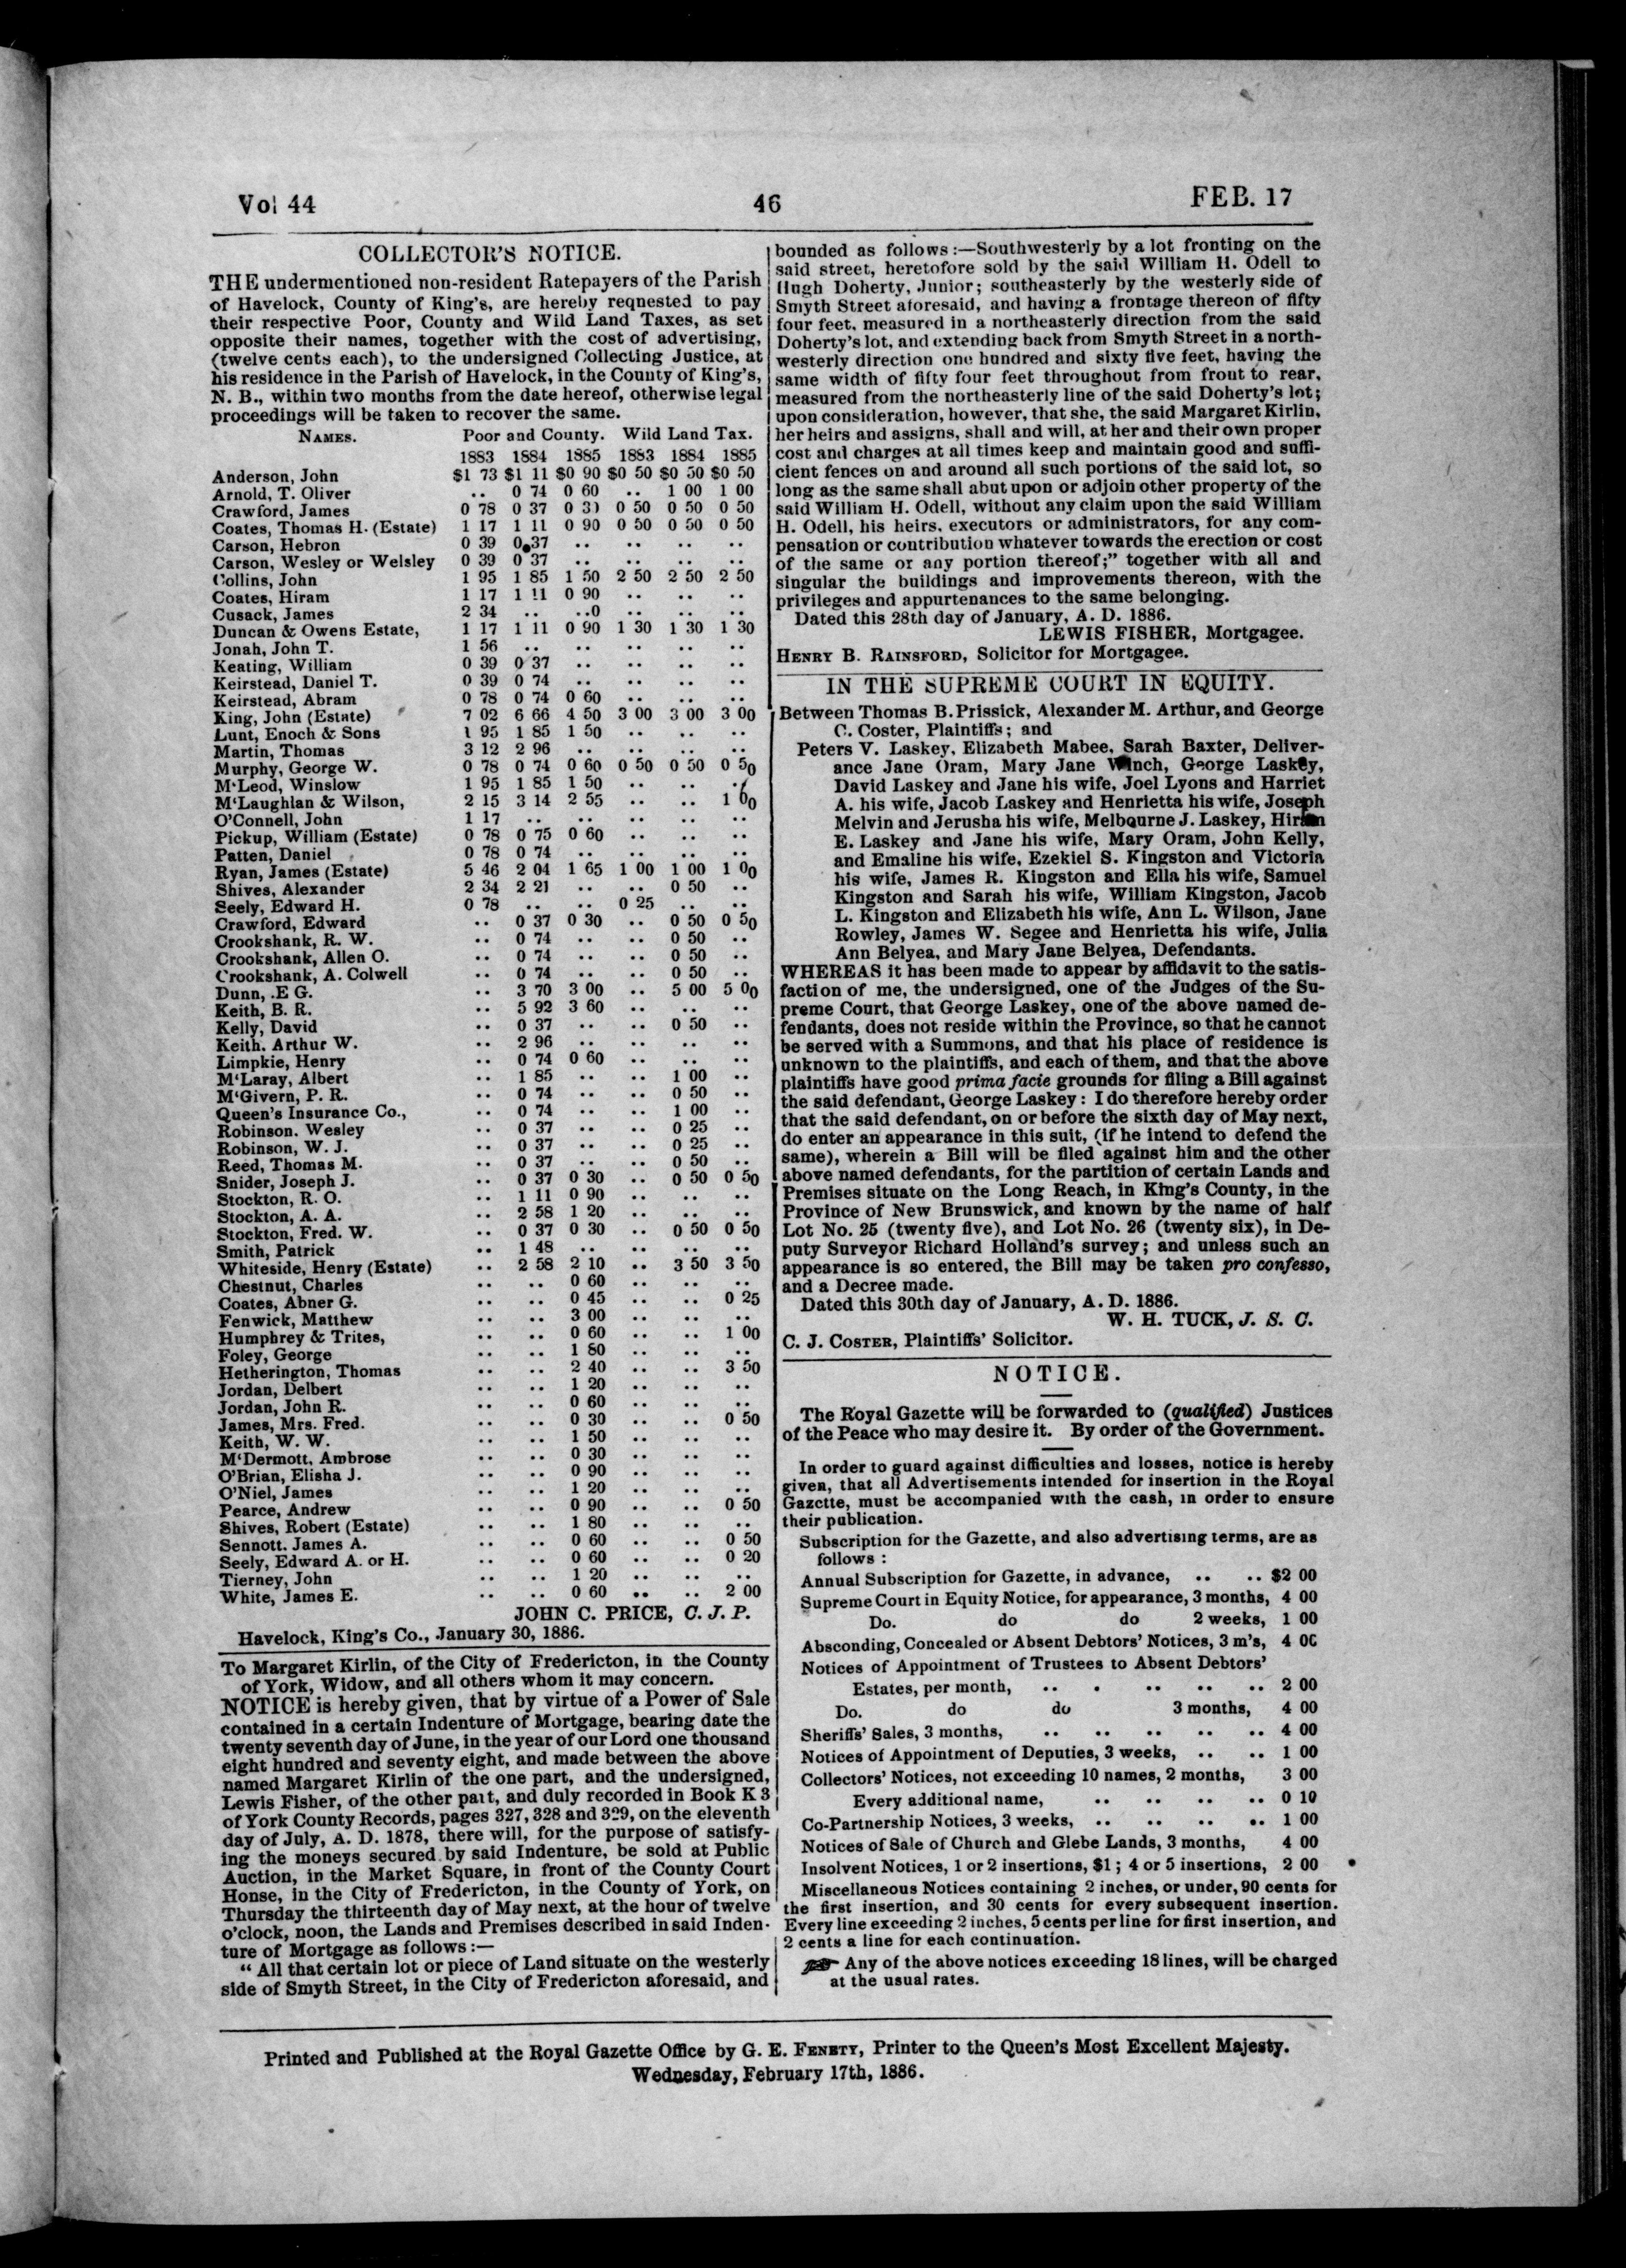 Vol 44
46
FEB. 17
COLLECTOR'S NOTICE.
THE undermentioned non-resident Ratepayers of the Parish
of Havelock, County of King's, are hereby reqnested to pay
their respective Poor, County and Wild Land Taxes, as set
opposite their names, together with the cost of advertising,
(twelve cents each), to the undersigned Collecting Justice, at
his residence in the Parish of Havelock, in the County of King's,
N. B., within two months from the date hereof, otherwise legal
proceedings will be taken to recover the same.
NAMES. Poor and County. Wild Land Tax.
1883 1884 1885 1883 1884 1885
Anderson, John $1 73 $1 11 $0 90 $0 50 $0 50 $0 50
Arnold, T. Oliver .. 0 74 0 60 .. 1 00 1 00
Crawford, James 0 78 0 37 0 30 0 50 0 50 0 50
Coates, Thomas H. (Estate) 1 17 1 11 0 90 0 50 0 50 0 50
Carson, Hebron 0 39 0 37 .. .. .. ..
Carson, Wesley or Welsley 0 39 0 37 .. .. .. ..
Collins, John 1 95 1 85 1 50 2 50 2 50 2 50
Coates, Hiram 1 17 1 11 0 90 .. .. ..
Cusack, James 2 34 .. ..0 .. .. ..
Duncan & Owens Estate, 1 17 1 11 0 90 1 30 1 30 1 30
Jonah, John T. 1 56 .. .. .. .. ..
Keating, William 0 39 0 37 .. .. .. ..
Keirstead, Daniel T. 0 39 0 74 .. .. .. ..
Keirstead, Abram 0 78 0 74 0 60 .. .. ..
King, John (Estate) 7 02 6 66 4 50 3 00 3 00 3 00
Lunt, Enoch & Sons 1 95 1 85 1 50 .. .. ..
Martin, Thomas 3 12 2 96 .. .. .. ..
Murphy, George W. 0 78 0 74 0 60 0 50 0 50 0 50
M'Leod, Winslow 1 95 1 85 1 50 .. .. ..
M'Laughlan & Wilson, 2 15 3 14 2 55 .. .. 1 00
O'Connell, John 1 17 .. .. .. .. ..
Pickup, William (Estate) 0 78 0 75 0 60 .. .. ..
Patten, Daniel 0 78 0 74 .. .. .. ..
Ryan, James (Estate) 5 46 2 04 1 65 1 00 1 00 1 00
Shives, Alexander 2 34 2 21 .. .. 0 50 ..
Seely, Edward H. 0 78 .. .. 0 25 .. ..
Crawford, Edward .. 0 37 0 30 .. 0 50 0 50
Crookshank, R. W. .. 0 74 .. .. 0 50 ..
Crookshank, Allen O. .. 0 74 .. .. 0 50 ..
Crookshank, A. Colwell .. 0 74 .. .. 0 50 ..
Dunn, .E G. .. 3 70 3 00 .. 5 00 5 00
Keith, B. R. .. 5 92 3 60 .. .. ..
Kelly, David .. 0 37 .. .. 0 50 ..
Keith. Arthur W. .. 2 96 .. .. .. ..
Limpkie, Henry .. 0 74 0 60 .. .. ..
M'Laray, Albert .. 1 85 .. .. 1 00 ..
M'Givern, P. R. .. 0 74 .. .. 0 50 ..
Queen's Insurance Co., .. 0 74 .. .. 1 00 ..
Robinson. Wesley .. 0 37 .. .. 0 25 ..
Robinson, W. J. .. 0 37 .. .. 0 25 ..
Reed, Thomas M. .. 0 37 .. .. 0 50 ..
Snider, Joseph J. .. 0 37 0 30 .. 0 50 0 50
Stockton, R. O. .. 1 11 0 90 .. .. ..
Stockton, A. A. .. 2 58 1 20 .. .. ..
Stockton, Fred. W. .. 0 37 0 30 .. 0 50 0 50
Smith, Patrick .. 1 48 .. .. .. ..
Whiteside, Henry (Estate) .. 2 58 2 10 .. 3 50 3 50
Chestnut, Charles .. .. 0 60 .. .. ..
Coates, Abner G. .. .. 0 45 .. .. 0 25
Fenwick, Matthew .. .. 3 00 .. .. ..
Humphrey & Trites, .. .. 0 60 .. .. 1 00
Foley, George .. .. 1 80 .. .. ..
Hetherington, Thomas .. .. 2 40 .. .. 3 50
Jordan, Delbert .. .. 1 20 .. .. ..
Jordan, John R. .. .. 0 60 .. .. ..
James, Mrs. Fred. .. .. 0 30 .. .. 0 50
Keith, W. W. .. .. 1 50 .. .. ..
M'Dermott, Ambrose .. .. 0 30 .. .. ..
O'Brian, Elisha J. .. .. 0 90 .. .. ..
O'Niel, James .. .. 1 20 .. .. ..
Pearce, Andrew .. .. 0 90 .. .. 0 50
Shives, Robert (Estate) .. .. 1 80 .. .. ..
Sennott. James A. .. .. 0 60 .. .. 0 50
Seely, Edward A. or H. .. .. 0 60 .. .. 0 20
Tierney, John .. .. 1 20 .. .. ..
White, James E. .. .. 0 60 .. .. 2 00
JOHN C. PRICE, C. J. P.
Havelock, King's Co., January 30, 1886.
To Margaret Kirlin, of the City of Fredericton, in the County
of York, Widow, and all others whom it may concern.
NOTICE is hereby given, that by virtue of a Power of Sale
contained in a certain Indenture of Mortgage, bearing date the
twenty seventh day of June, in the year of our Lord one thousand
eight hundred and seventy eight, and made between the above
named Margaret Kirlin of the one part, and the undersigned,
Lewis Fisher, of the other part, and duly recorded in Book K 3
of York County Records, pages 327, 328 and 329, on the eleventh
day of July, A. D. 1878, there will, for the purpose of satisfy-
ing the moneys secured by said Indenture, be sold at Public
Auction, in the Market Square, in front of the County Court
Honse, in the City of Fredericton, in the County of York, on
Thursday the thirteenth day of May next, at the hour of twelve
o'clock, noon, the Lands and Premises described in said Inden-
ture of Mortgage as follows :—
" All that certain lot or piece of Land situate on the westerly
side of Smyth Street, in the City of Fredericton aforesaid, and
bounded as follows :—Southwesterly by a lot fronting on the
said street, heretofore sold by the said William H. Odell to
Hugh Doherty, Junior; southeasterly by the westerly side of
Smyth Street aforesaid, and having a frontage thereon of fifty
four feet, measured in a northeasterly direction from the said
Doherty's lot, and extending back from Smyth Street in a north-
westerly direction one hundred and sixty five feet, having the
same width of fifty four feet throughout from front to rear,
measured from the northeasterly line of the said Doherty's lot;
upon consideration, however, that she, the said Margaret Kirlin,
her heirs and assigns, shall and will, at her and their own proper
cost and charges at all times keep and maintain good and suffi-
cient fences on and around all such portions of the said lot, so
long as the same shall abut upon or adjoin other property of the
said William H. Odell, without any claim upon the said William
H. Odell, his heirs, executors or administrators, for any com-
pensation or contribution whatever towards the erection or cost
of the same or any portion thereof;" together with all and
singular the buildings and improvements thereon, with the
privileges and appurtenances to the same belonging.
Dated this 28th day of January, A. D. 1886.
LEWIS FISHER, Mortgagee.
HENRY B. RAINSFORD, Solicitor for Mortgagee.
IN THE SUPREME COURT IN EQUITY.
Between Thomas B. Prissick, Alexander M. Arthur, and George
C. Coster, Plaintiffs; and
Peters V. Laskey, Elizabeth Mabee, Sarah Baxter, Deliver-
ance Jane Oram, Mary Jane Winch, George Laskey,
David Laskey and Jane his wife, Joel Lyons and Harriet
A. his wife, Jacob Laskey and Henrietta his wife, Joseph
Melvin and Jerusha his wife, Melbourne J. Laskey, Hiram
E. Laskey and Jane his wife, Mary Oram, John Kelly,
and Emaline his wife, Ezekiel S. Kingston and Victoria
his wife, James R. Kingston and Ella his wife, Samuel
Kingston and Sarah his wife, William Kingston, Jacob
L. Kingston and Elizabeth his wife, Ann L. Wilson, Jane
Rowley, James W. Segee and Henrietta his wife, Julia
Ann Belyea, and Mary Jane Belyea, Defendants.
WHEREAS it has been made to appear by affidavit to the satis-
faction of me, the undersigned, one of the Judges of the Su-
preme Court, that George Laskey, one of the above named de-
fendants, does not reside within the Province, so that he cannot
be served with a Summons, and that his place of residence is
unknown to the plaintiffs, and each of them, and that the above
plaintiffs have good prima facie grounds for filing a Bill against
the said defendant, George Laskey: I do therefore hereby order
that the said defendant, on or before the sixth day of May next,
do enter an appearance in this suit, (if he intend to defend the
same), wherein a Bill will be filed against him and the other
above named defendants, for the partition of certain Lands and
Premises situate on the Long Reach, in King's County, in the
Province of New Brunswick, and known by the name of half
Lot No. 25 (twenty five), and Lot No. 26 (twenty six), in De-
puty Surveyor Richard Holland's survey; and unless such an
appearance is so entered, the Bill may be taken pro confesso,
and a Decree made.
Dated this 30th day of January, A. D. 1886.
W. H. TUCK, J. S. C.
C. J. COSTER, Plaintiffs' Solicitor.
NOTICE.
The Royal Gazette will be forwarded to (qualified) Justices
of the Peace who may desire it. By order of the Government.
In order to guard against difficulties and losses, notice is hereby
given, that all Advertisements intended for insertion in the Royal
Gazette, must be accompanied with the cash, in order to ensure
their publication.
Subscription for the Gazette, and also advertising terms, are as
follows :
Annual Subscription for Gazette, in advance, .. .. $2 00
Supreme Court in Equity Notice, for appearance, 3 months, 4 00
Do. do do 2 weeks, 1 00
Absconding, Concealed or Absent Debtors' Notices, 3 m's, 4 00
Notices of Appointment of Trustees to Absent Debtors'
Estates, per month, .. . .. .. .. 2 00
Do. do do 3 months, 4 00
Sheriffs' Sales, 3 months, .. .. .. .. .. 4 00
Notices of Appointment of Deputies, 3 weeks, .. .. 1 00
Collectors' Notices, not exceeding 10 names, 2 months, 3 00
Every additional name, .. .. .. .. 0 10
Co-Partnership Notices, 3 weeks, .. .. .. .. 1 00
Notices of Sale of Church and Glebe Lands, 3 months, 4 00
Insolvent Notices, 1 or 2 insertions, $1; 4 or 5 insertions, 2 00
Miscellaneous Notices containing 2 inches, or under, 90 cents for
the first insertion, and 30 cents for every subsequent insertion.
Every line exceeding 2 inches, 5 cents per line for first insertion, and
2 cents a line for each continuation.
☞ Any of the above notices exceeding 18 lines, will be charged
at the usual rates.
Printed and Published at the Royal Gazette Office by G. E. FENETY, Printer to the Queen's Most Excellent Majesty.
Wednesday, February 17th, 1886.